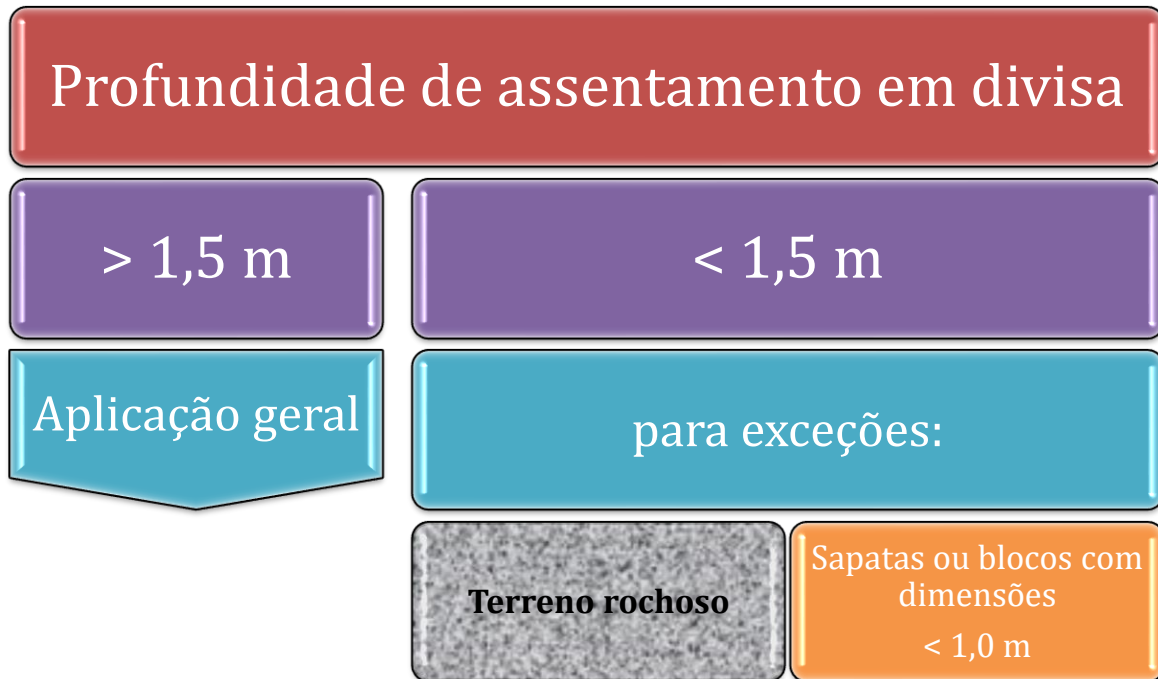 Profundidade de assentamento em divisa
> 1,5 m
< 1,5 m
Aplicação geral
para exceções:
Terreno rochoso
Sapatas ou blocos com
dimensões
< 1,0 m